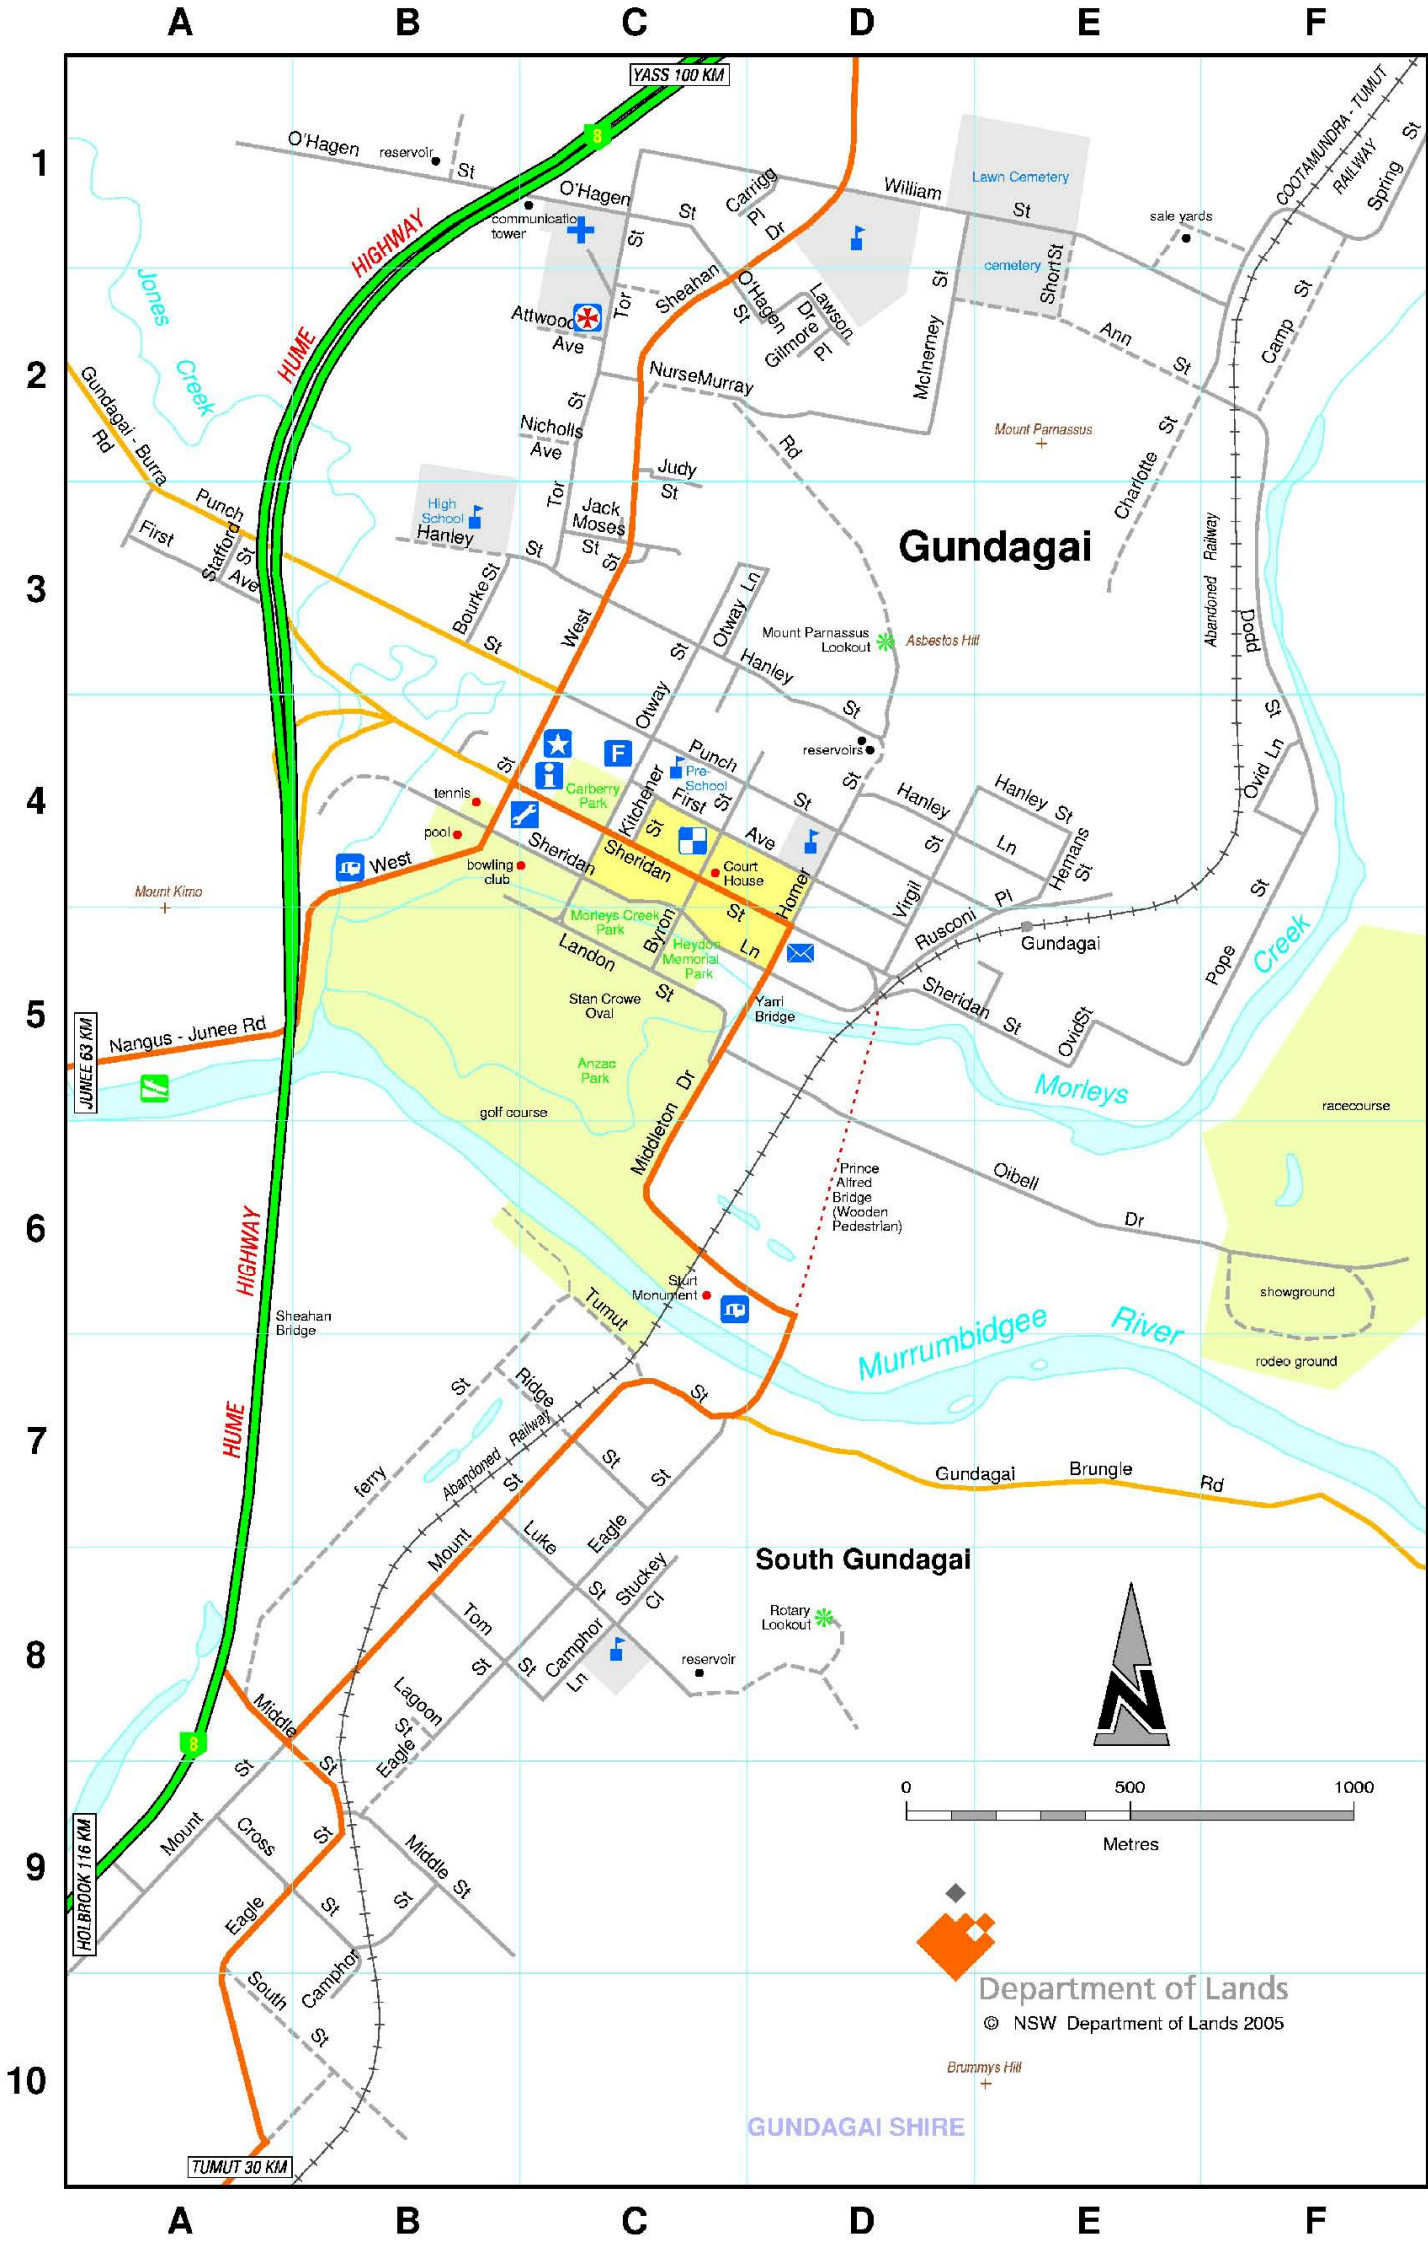 A B C D E F
YASS 100 KM
8
1
O'Hagen
St
reservoir
COOTAMUNDRA - TUMUT
RAILWAY
Spring
St
O'Hagen
St
Carrigg
Pl
Dr
William
St
Lawn Cemetery
sale yards
communicatio
tower
HIGHWAY
HUME
Jones
Creek
St
Tor
Sheahan
O'Hagen
St
Lawson
Dr
Gilmore
Pl
cemetery
Short St
St
McInerney
Attwood
Ave
Ann
St
Camp
St
2
Gundagai - Burra
Rd
NurseMurray
Rd
St
Nicholls
Ave
Tor
Judy
St
Mount Parnassus
Charlotte
St
Punch
First
Stafford
St
Ave
High
School
Hanley
St
Jack
Moses
St
St
Gundagai
Abandoned Railway
3
Bourke St
St
West
Otway Ln
St
Otway
Hanley
St
Mount Parnassus
Lookout
Asbestos Hill
Dodd
St
reservoirs
4
St
F
Carberry
Park
Kitchener
St
Pre-
School
Punch
St
First
St
Ave
St
Hanley
St
Hanley
St
Ln
Hemans
St
Ovid Ln
St
tennis
pool
West
bowling
club
Sheridan
Sheridan
St
Court
House
Homer
Virgil
Rusconi
Pl
Mount Kimo
Gundagai
Morleys Creek
Park
Byron
Heydon
Memorial
Park
Ln
Landon
St
Pope
Creek
5
JUNEE 63 KM
Nangus - Junee Rd
Stan Crowe
Oval
Yarri
Bridge
Sheridan
St
Ovid St
Anzac
Park
Morleys
golf course
racecourse
Middleton
Dr
Prince
Alfred
Bridge
(Wooden
Pedestrian)
Oibell
Dr
6
HIGHWAY
Sheahan
Bridge
Sturt
Monument
showground
rodeo ground
Tumut
St
Murrumbidgee
River
7
HUME
St
ferry
Ridge
St
Abandoned Railway
St
Mount
St
Eagle
Luke
St
Gundagai
Brungle
Rd
South Gundagai
Stuckey
Cl
Rotary
Lookout
8
Tom
St
St
Camphor
Ln
reservoir
Middle
St
Lagoon
St
Eagle
8
0 500 1000
Metres
9
HOLBROOK 116 KM
St
Mount
Cross
St
St
Eagle
Middle
St
St
Camphor
South
St
Department of Lands
© NSW Department of Lands 2005
10
Brummys Hill
GUNDAGAI SHIRE
TUMUT 30 KM
A B C D E F